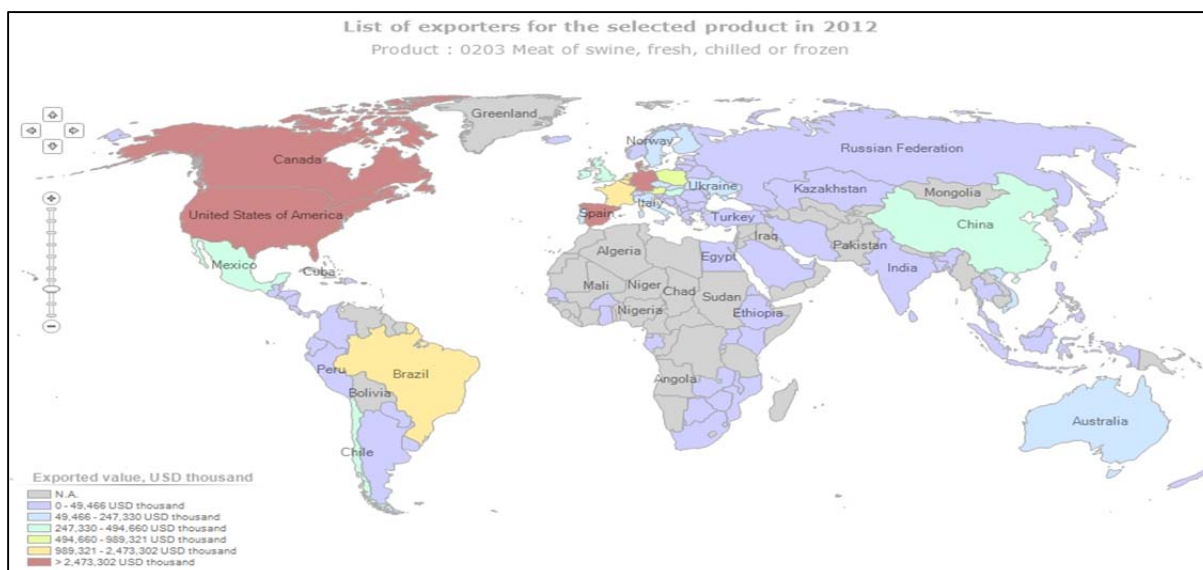 List of exporters for the selected product in 2012
Product : 0203 Meat of swine, fresh, chilled or frozen
Greenland
Norway
Canada
Russian Federation
Ukraine
Kazakhstan
Mongolia
Italy
Spain
United States of America
Turkey
China
Iraq
Pakistan
Algeria
Egypt
Mexico
Cuba
India
Mali
Niger
Chad
Sudan
Nigeria
Ethiopia
Peru
Brazil
Angola
Bolivia
Australia
Chile
Exported value, USD thousand
N.A.
0 - 49,466 USD thousand
49,466 - 247,330 USD thousand
247,330 - 494,660 USD thousand
494,660 - 989,321 USD thousand
989,321 - 2,473,302 USD thousand
> 2,473,302 USD thousand